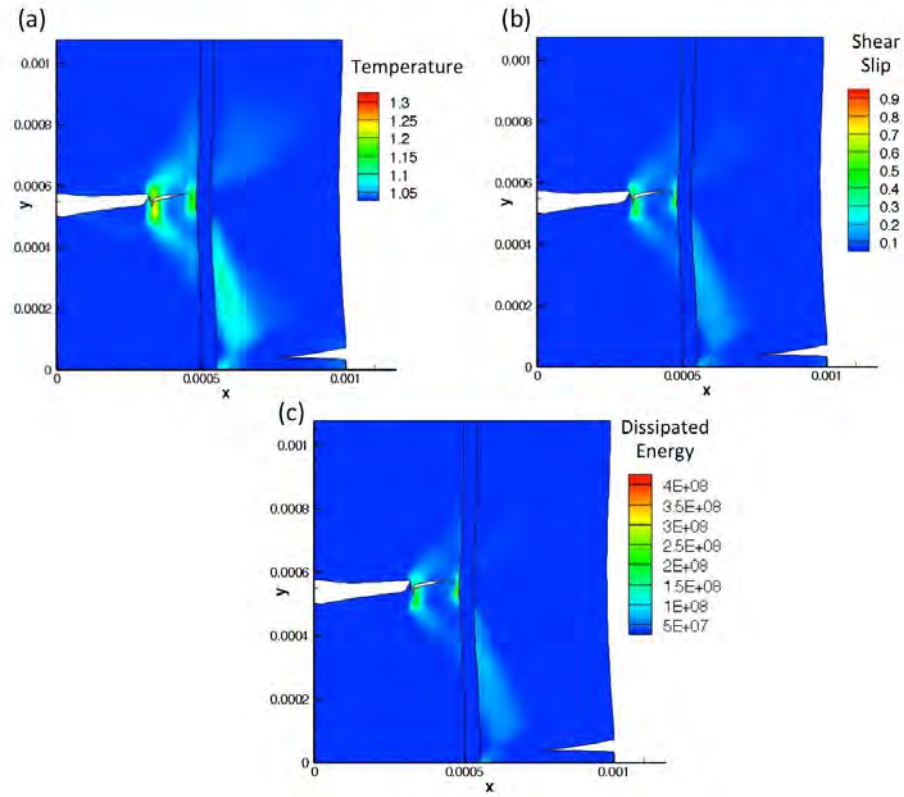 (a)
Temperature
1.3
1.25
1.2
1.15
1.1
1.05
0.001
0.0008
0.0006
y
0.0004
0.0002
0
0 0.0005 0.001
x
(b)
Shear
Slip
0.9
0.8
0.7
0.6
0.5
0.4
0.3
0.2
0.1
0.001
0.0008
0.0006
y
0.0004
0.0002
0
0 0.0005 0.001
x
(c)
Dissipated
Energy
4E+08
3.5E+08
3E+08
2.5E+08
2E+08
1.5E+08
1E+08
5E+07
0.001
0.0008
0.0006
y
0.0004
0.0002
0
0 0.0005 0.001
x